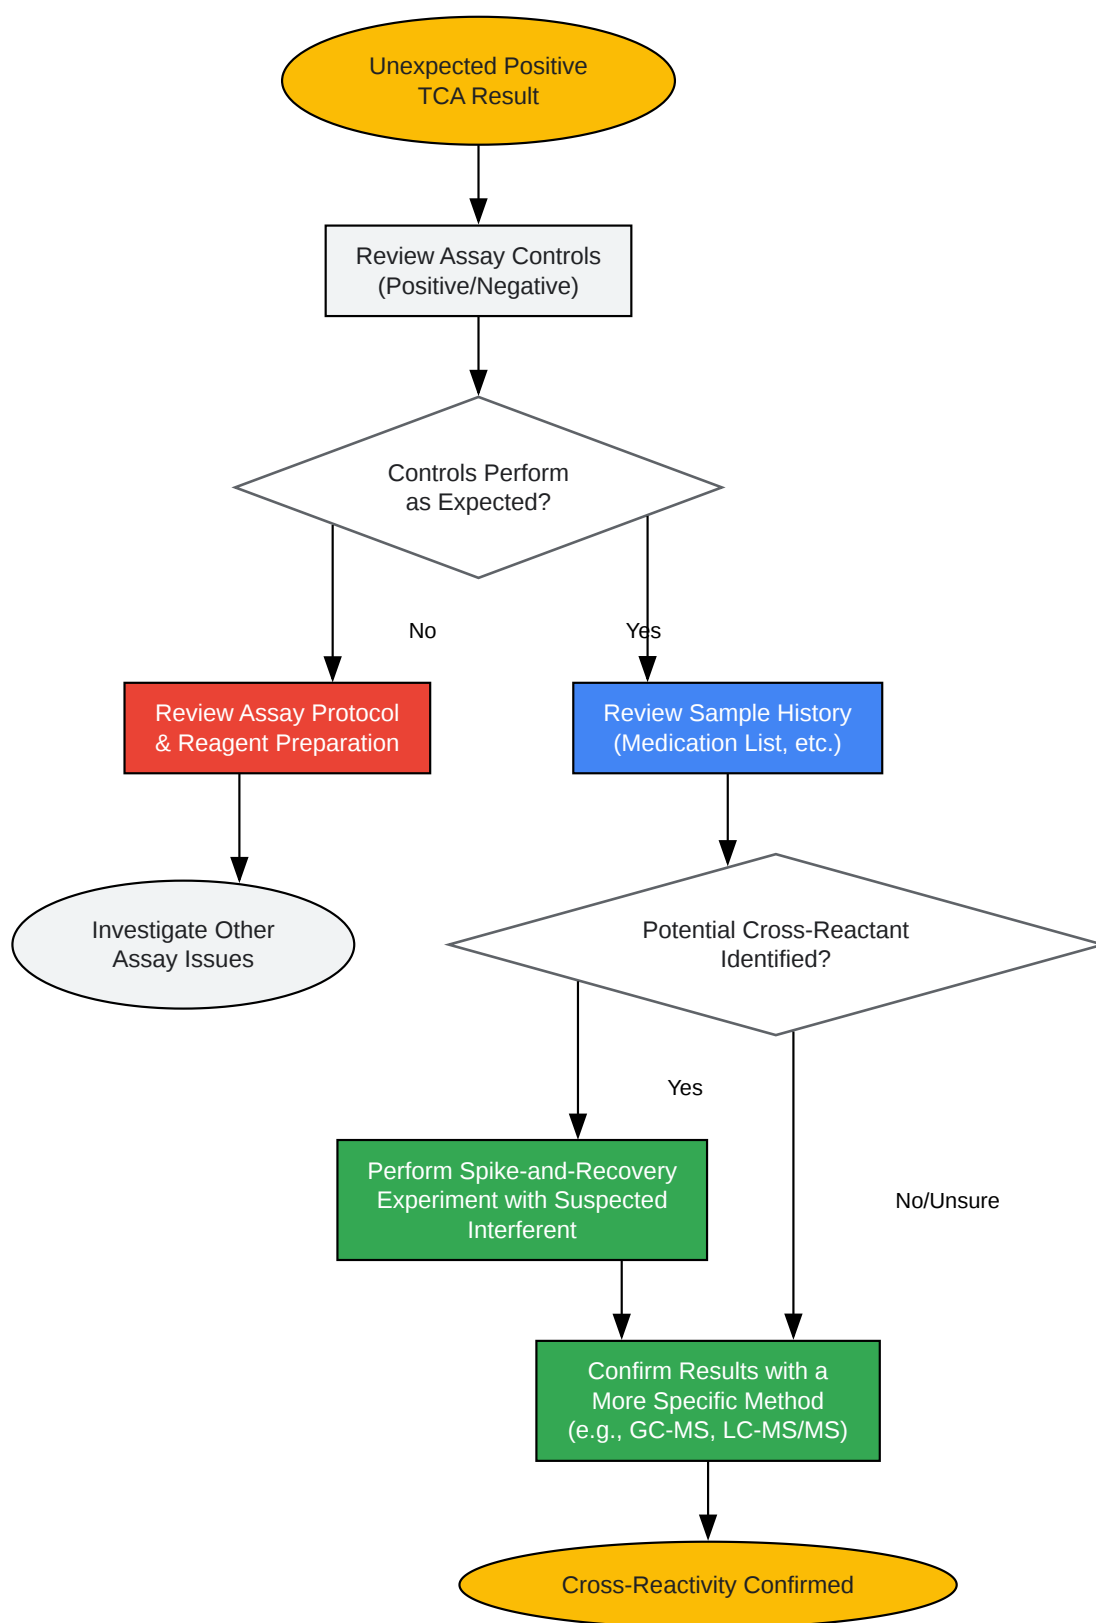 Unexpected Positive
TCA Result
Review Assay Controls
(Positive/Negative)
Controls Perform
as Expected?
No
Yes
Review Assay Protocol
& Reagent Preparation
Review Sample History
(Medication List, etc.)
Investigate Other
Assay Issues
Potential Cross-Reactant
Identified?
Yes
Perform Spike-and-Recovery
Experiment with Suspected
Interferent
No/Unsure
Confirm Results with a
More Specific Method
(e.g., GC-MS, LC-MS/MS)
Cross-Reactivity Confirmed